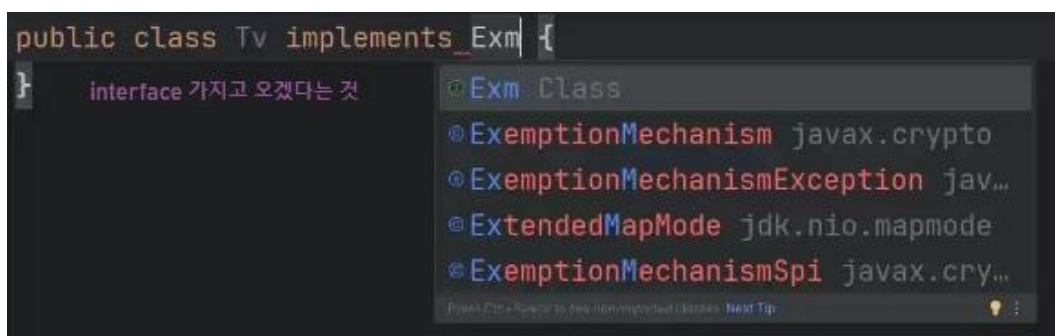 public class Tv implements Exm {
}
interface 가지고 오겠다는 것
Exm Class
ExemptionMechanism javax.crypto
ExemptionMechanismException jav…
ExtendedMapMode jdk.nio.mapmode
ExemptionMechanismSpi javax.cry…
Next Tip